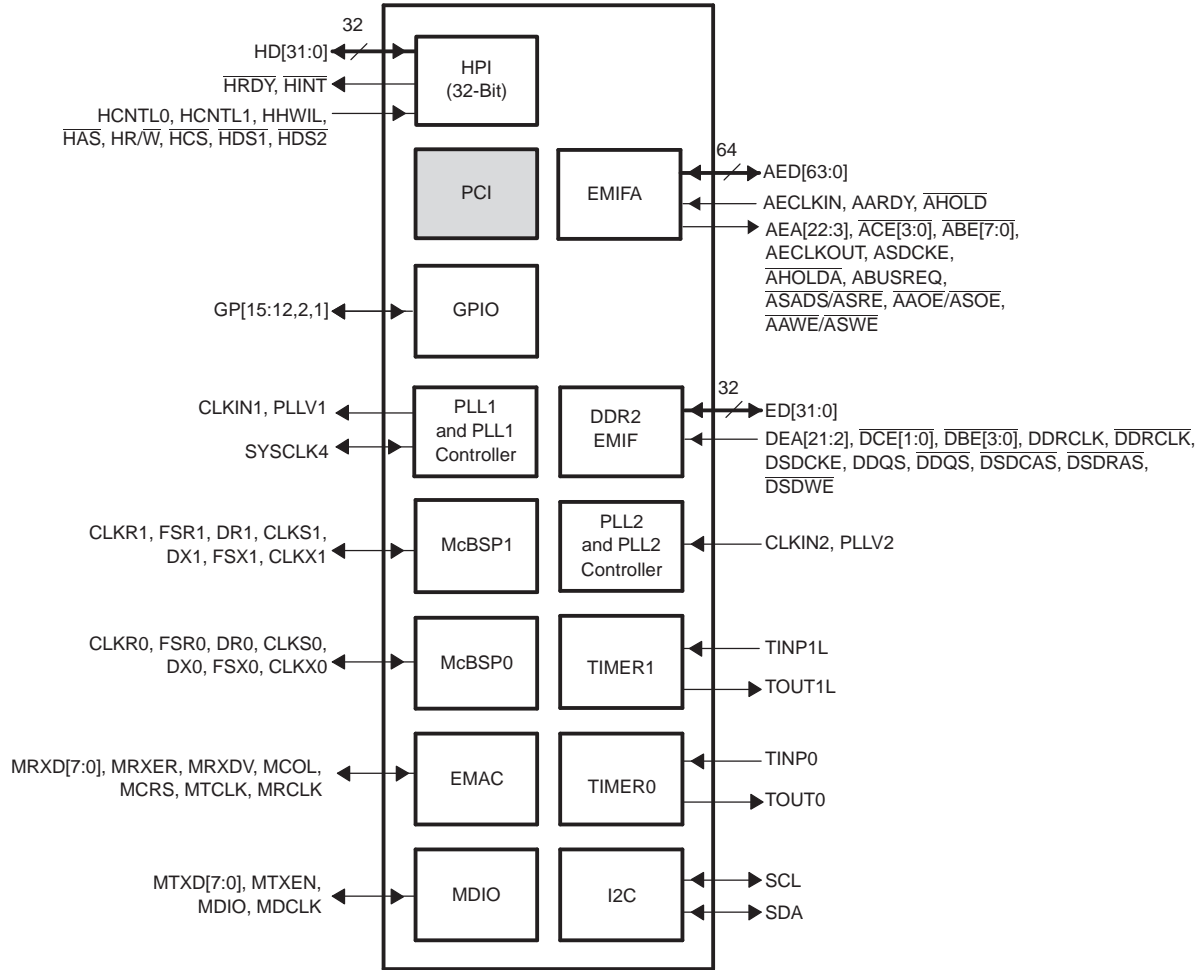 32
HD[31:0]
HRDY, HINT
HCNTL0, HCNTL1, HHWIL,
HAS, HR/W, HCS, HDS1, HDS2
HPI
(32-Bit)
PCI
EMIFA
64
AED[63:0]
AECLKIN, AARDY, AHOLD
AEA[22:3], ACE[3:0], ABE[7:0],
AECLKOUT, ASDCKE,
AHOLDA, ABUSREQ,
ASADS/ASRE, AAOE/ASOE,
AAWE/ASWE
GP[15:12,2,1]
GPIO
CLKIN1, PLLV1
SYSCLK4
PLL1
and PLL1
Controller
DDR2
EMIF
32
ED[31:0]
DEA[21:2], DCE[1:0], DBE[3:0], DDRCLK, DDRCLK,
DSDCKE, DDQS, DDQS, DSDCAS, DSDRAS,
DSDWE
CLKR1, FSR1, DR1, CLKS1,
DX1, FSX1, CLKX1
McBSP1
PLL2
and PLL2
Controller
CLKIN2, PLLV2
CLKR0, FSR0, DR0, CLKS0,
DX0, FSX0, CLKX0
McBSP0
TIMER1
TINP1L
TOUT1L
MRXD[7:0], MRXER, MRXDV, MCOL,
MCRS, MTCLK, MRCLK
EMAC
TIMER0
TINP0
TOUT0
MTXD[7:0], MTXEN,
MDIO, MDCLK
MDIO
I2C
SCL
SDA